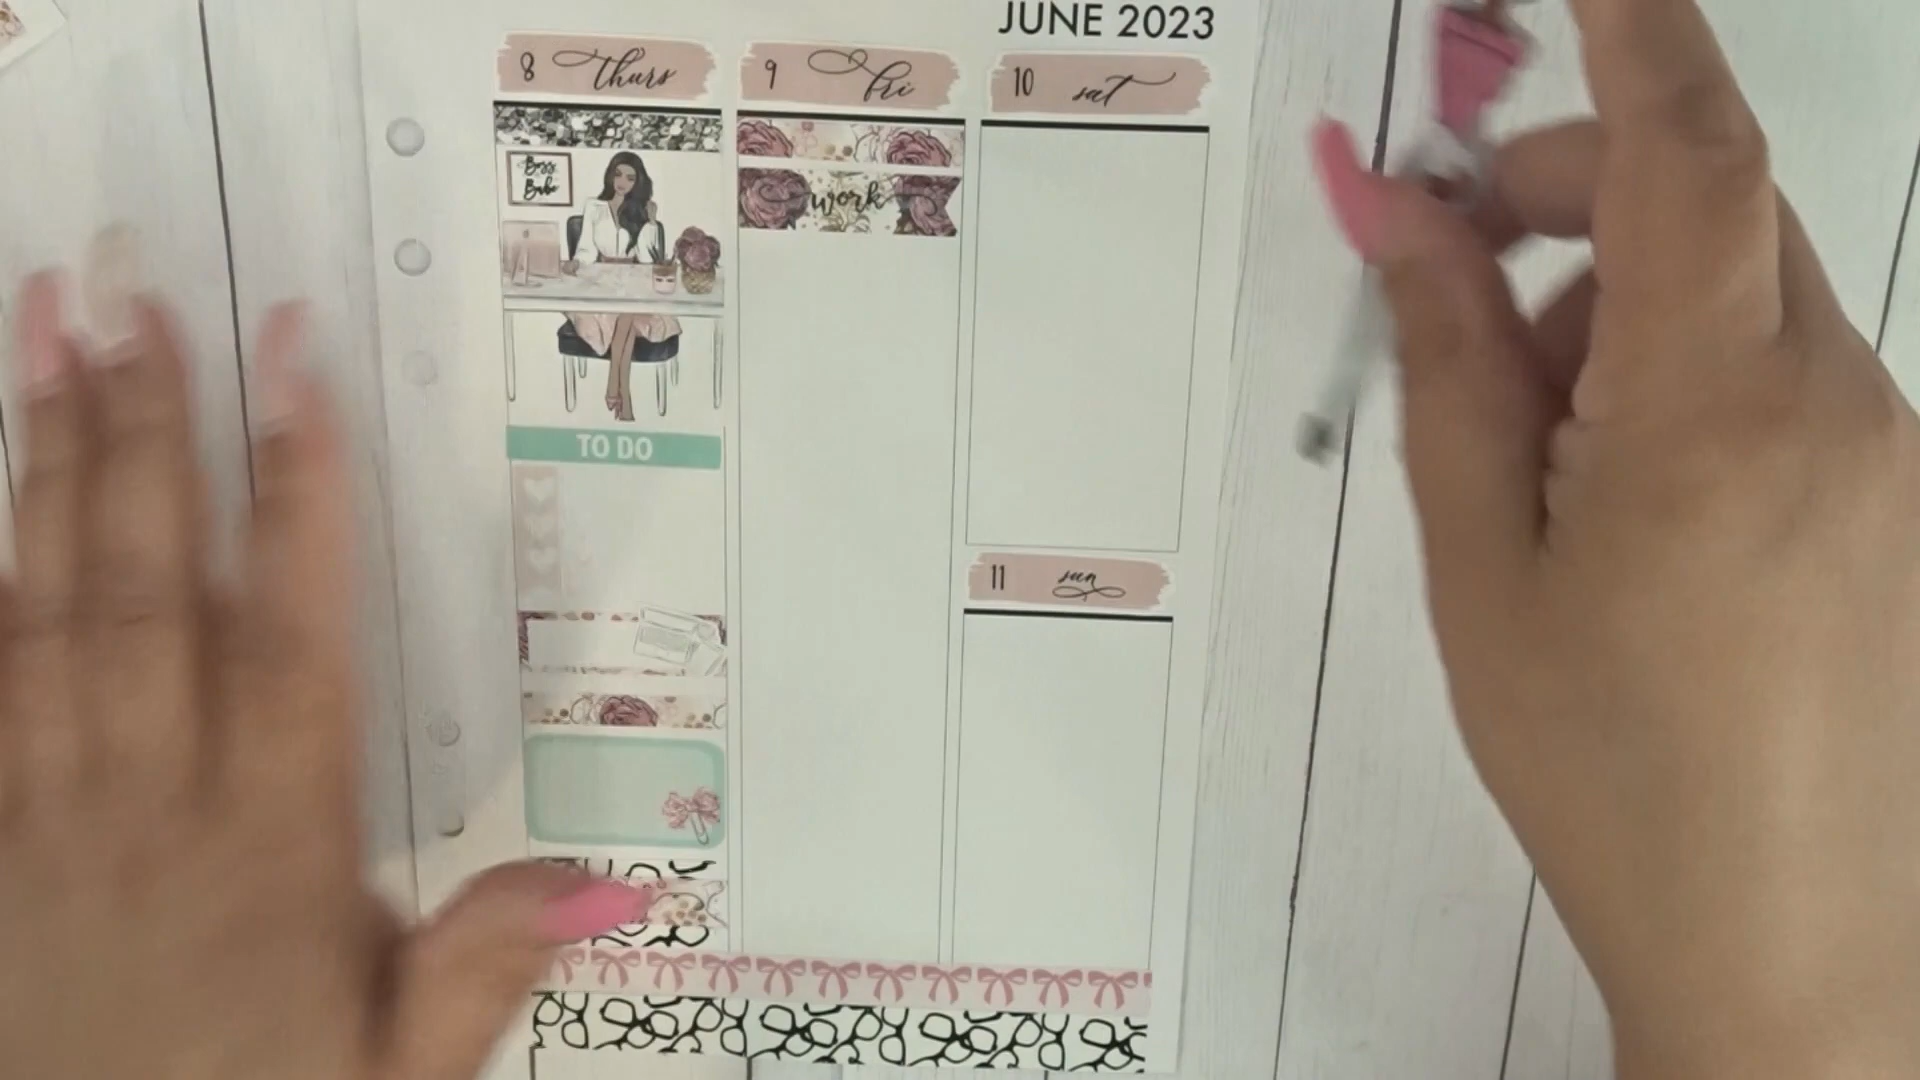 JUNE 2023
8 thurs
9 fri
10 sat
Boss
Babe
work
TO DO
11 sun